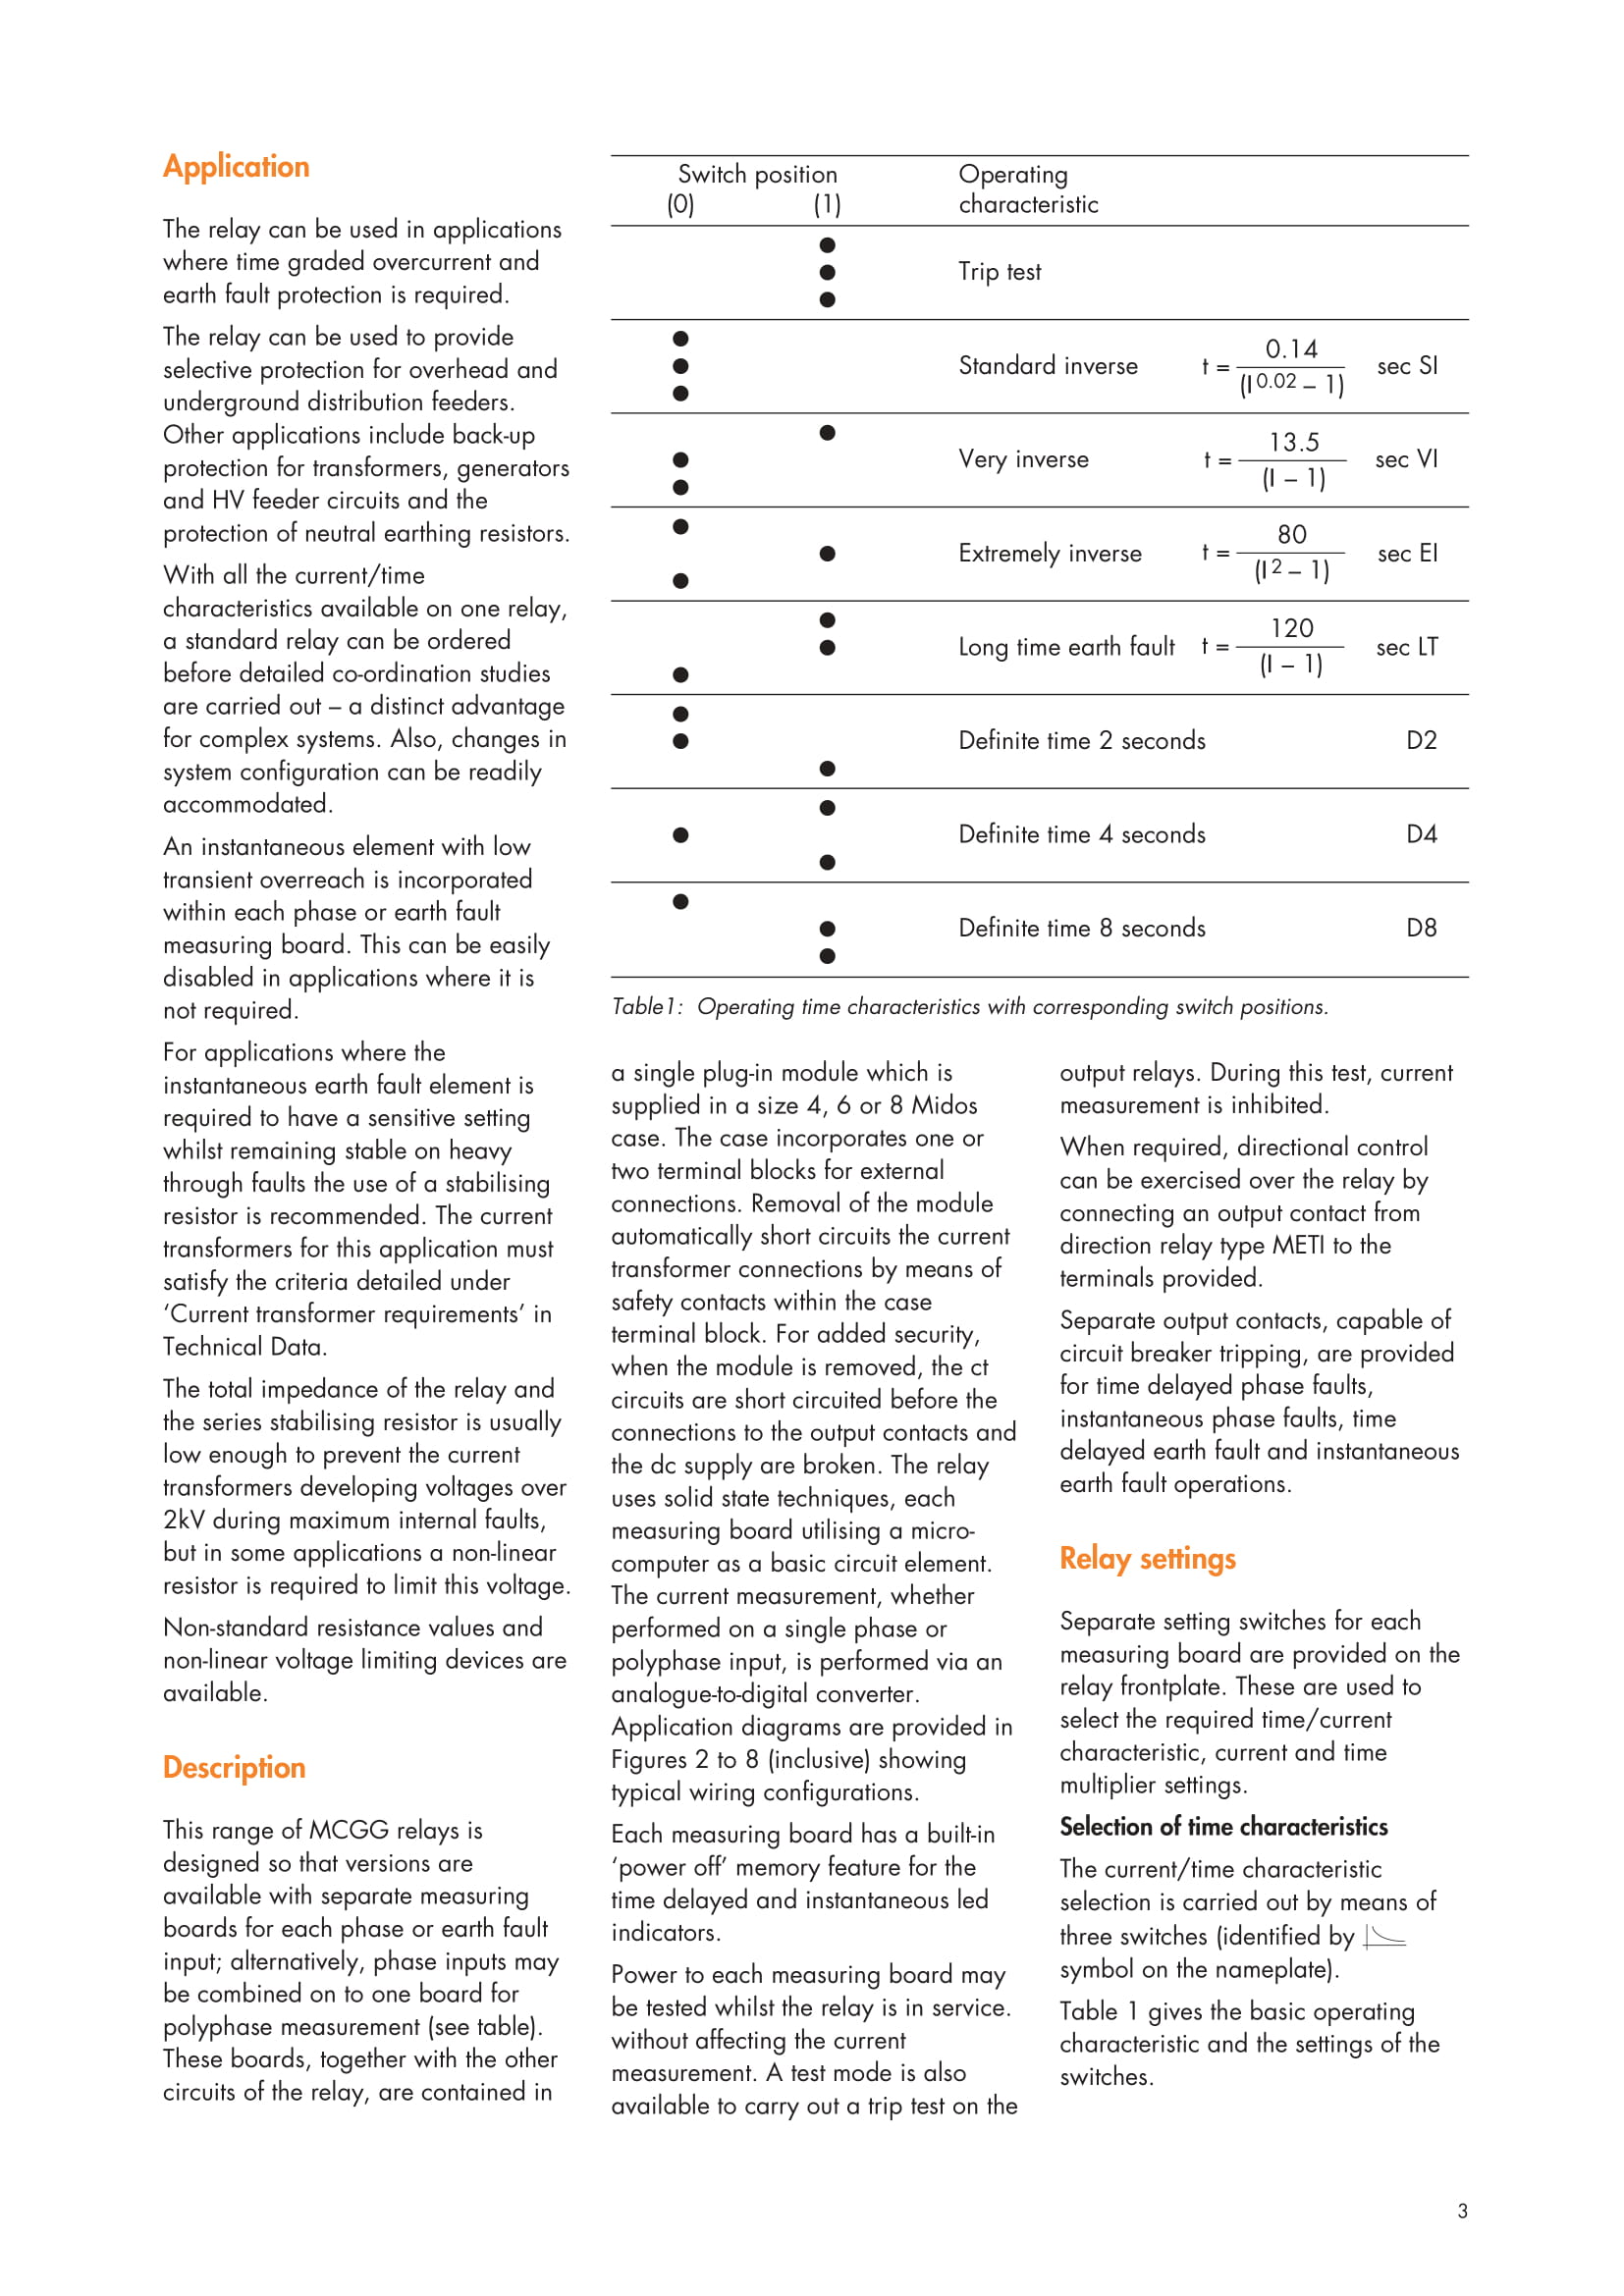 Application
The relay can be used in applications
where time graded overcurrent and
earth fault protection is required.
The relay can be used to provide
selective protection for overhead and
underground distribution feeders.
Other applications include back-up
protection for transformers, generators
and HV feeder circuits and the
protection of neutral earthing resistors.
With all the current/time
characteristics available on one relay,
a standard relay can be ordered
before detailed co-ordination studies
are carried out – a distinct advantage
for complex systems. Also, changes in
system configuration can be readily
accommodated.
An instantaneous element with low
transient overreach is incorporated
within each phase or earth fault
measuring board. This can be easily
disabled in applications where it is
not required.
For applications where the
instantaneous earth fault element is
required to have a sensitive setting
whilst remaining stable on heavy
through faults the use of a stabilising
resistor is recommended. The current
transformers for this application must
satisfy the criteria detailed under
‘Current transformer requirements’ in
Technical Data.
The total impedance of the relay and
the series stabilising resistor is usually
low enough to prevent the current
transformers developing voltages over
2kV during maximum internal faults,
but in some applications a non-linear
resistor is required to limit this voltage.
Non-standard resistance values and
non-linear voltage limiting devices are
available.
Description
This range of MCGG relays is
designed so that versions are
available with separate measuring
boards for each phase or earth fault
input; alternatively, phase inputs may
be combined on to one board for
polyphase measurement (see table).
These boards, together with the other
circuits of the relay, are contained in
Switch position Operating
(0) (1) characteristic
Trip test
Standard inverse t = 0.14 / (I^0.02 – 1) sec SI
Very inverse t = 13.5 / (I – 1) sec VI
Extremely inverse t = 80 / (I^2 – 1) sec EI
Long time earth fault t = 120 / (I – 1) sec LT
Definite time 2 seconds D2
Definite time 4 seconds D4
Definite time 8 seconds D8
Table1: Operating time characteristics with corresponding switch positions.
a single plug-in module which is
supplied in a size 4, 6 or 8 Midos
case. The case incorporates one or
two terminal blocks for external
connections. Removal of the module
automatically short circuits the current
transformer connections by means of
safety contacts within the case
terminal block. For added security,
when the module is removed, the ct
circuits are short circuited before the
connections to the output contacts and
the dc supply are broken. The relay
uses solid state techniques, each
measuring board utilising a micro-
computer as a basic circuit element.
The current measurement, whether
performed on a single phase or
polyphase input, is performed via an
analogue-to-digital converter.
Application diagrams are provided in
Figures 2 to 8 (inclusive) showing
typical wiring configurations.
Each measuring board has a built-in
‘power off’ memory feature for the
time delayed and instantaneous led
indicators.
Power to each measuring board may
be tested whilst the relay is in service.
without affecting the current
measurement. A test mode is also
available to carry out a trip test on the
output relays. During this test, current
measurement is inhibited.
When required, directional control
can be exercised over the relay by
connecting an output contact from
direction relay type METI to the
terminals provided.
Separate output contacts, capable of
circuit breaker tripping, are provided
for time delayed phase faults,
instantaneous phase faults, time
delayed earth fault and instantaneous
earth fault operations.
Relay settings
Separate setting switches for each
measuring board are provided on the
relay frontplate. These are used to
select the required time/current
characteristic, current and time
multiplier settings.
Selection of time characteristics
The current/time characteristic
selection is carried out by means of
three switches (identified by
symbol on the nameplate).
Table 1 gives the basic operating
characteristic and the settings of the
switches.
3